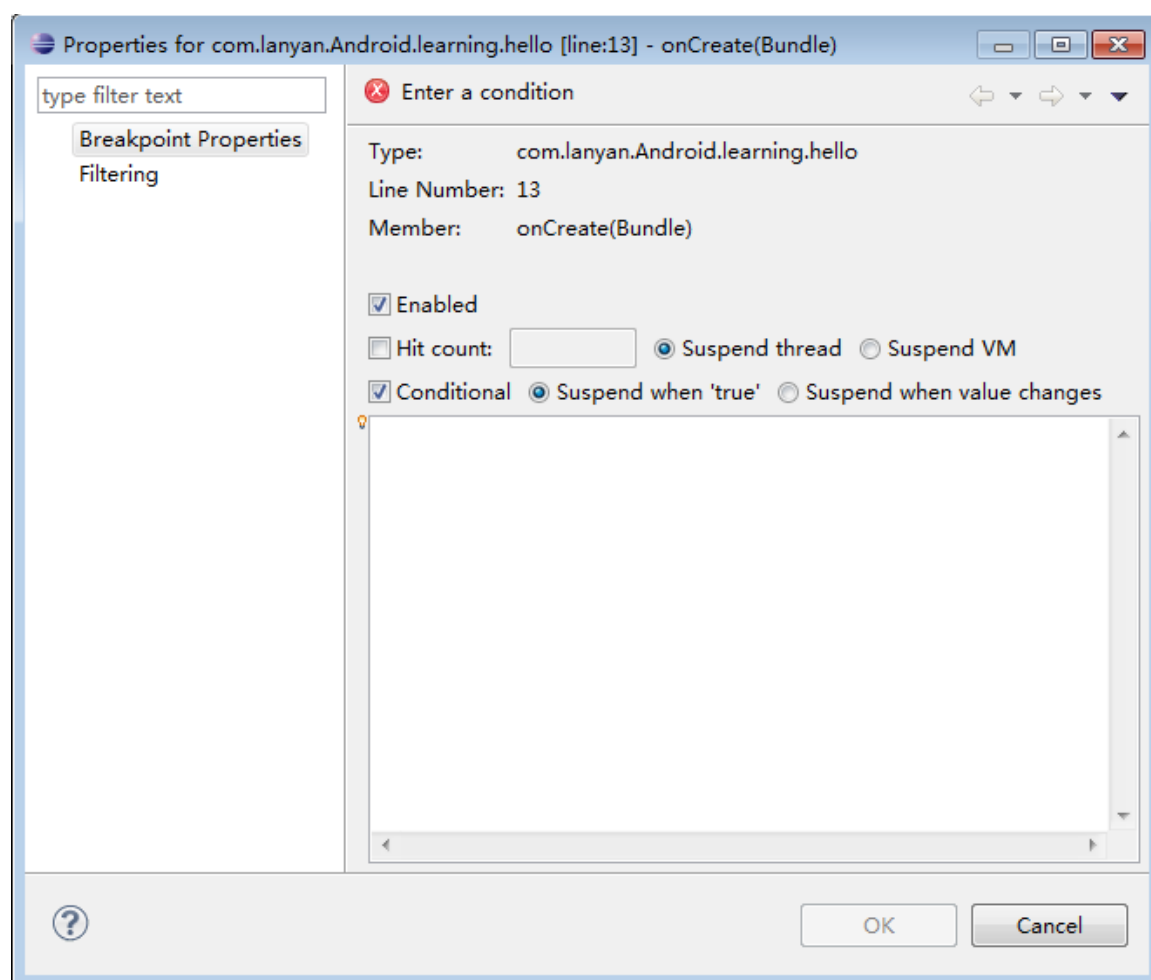 Properties for com.lanyan.Android.learning.hello [line:13] - onCreate(Bundle)
type filter text
Breakpoint Properties
Filtering
Enter a condition
Type: com.lanyan.Android.learning.hello
Line Number: 13
Member: onCreate(Bundle)
Enabled
Hit count: Suspend thread Suspend VM
Conditional Suspend when 'true' Suspend when value changes
OK Cancel